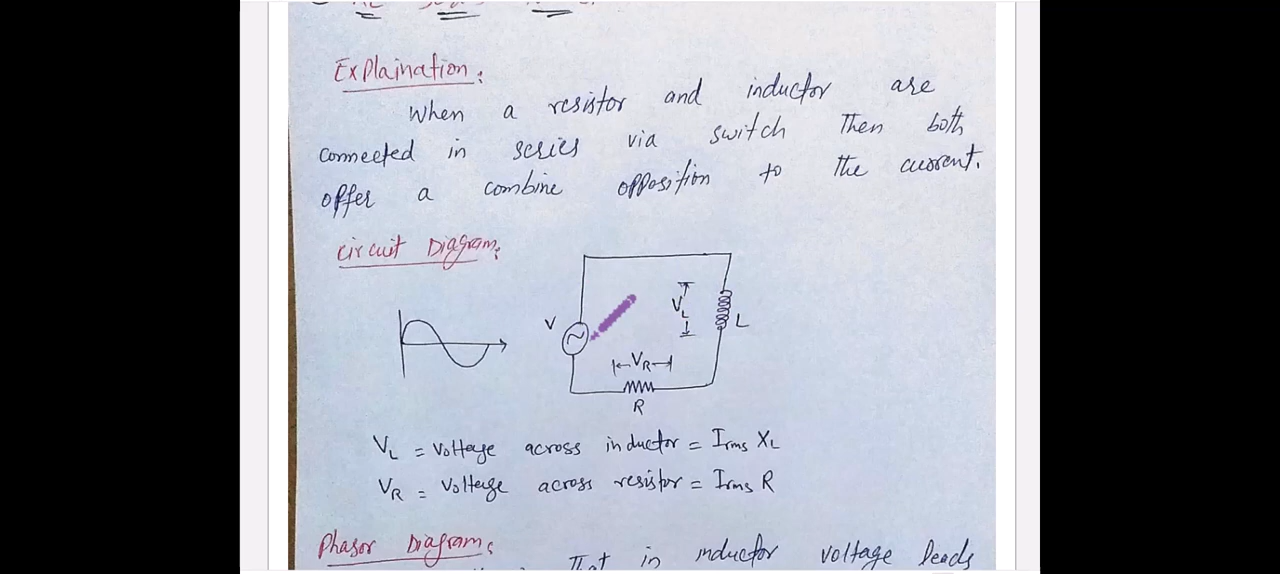 Explaination:
When a resistor and inductor are
connected in series via switch Then both
offer a combine opposition to the current.
Circuit Diagram:
V
VL
L
VR
R
VL = Voltage across inductor = Irms XL
VR = Voltage across resistor = Irms R
Phasor Diagram:
That in inductor voltage leads